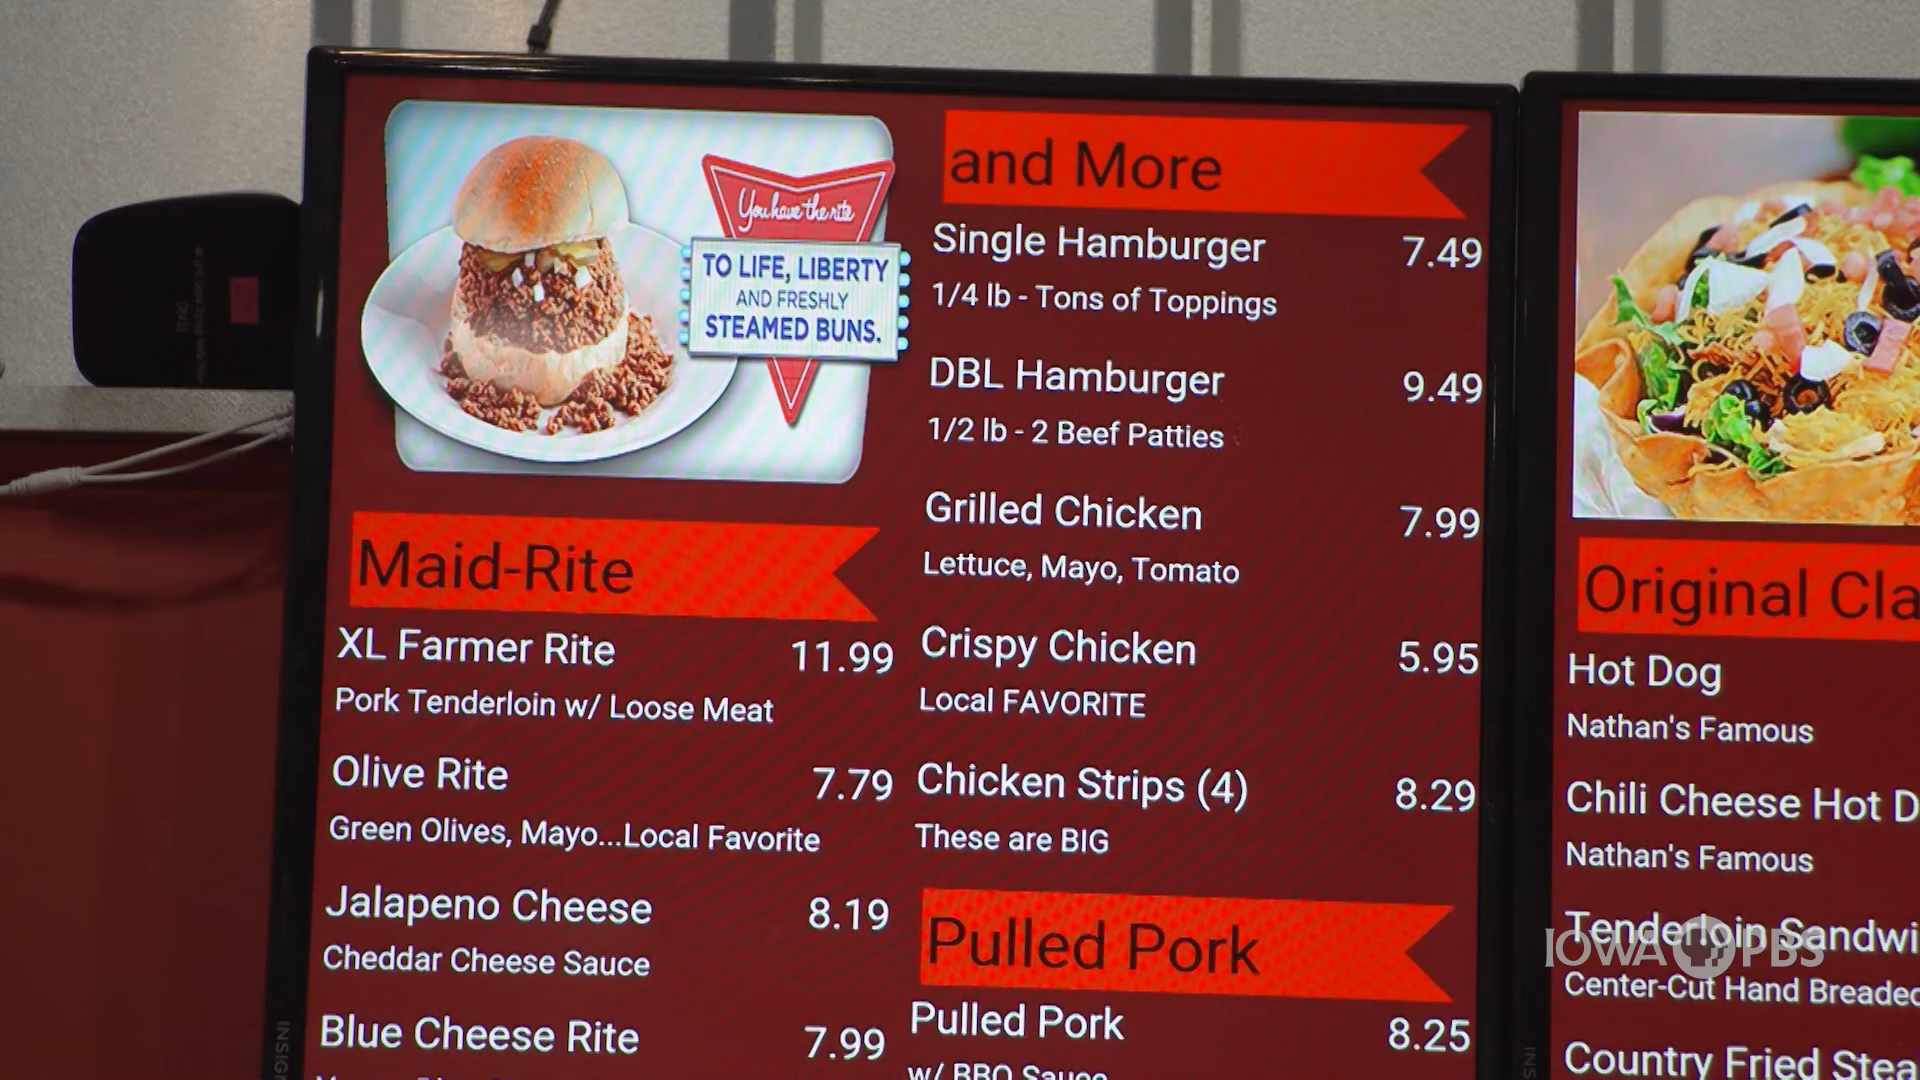 You have the rite
TO LIFE, LIBERTY
AND FRESHLY
STEAMED BUNS.
Maid-Rite
XL Farmer Rite 11.99
Pork Tenderloin w/ Loose Meat
Olive Rite 7.79
Green Olives, Mayo...Local Favorite
Jalapeno Cheese 8.19
Cheddar Cheese Sauce
Blue Cheese Rite 7.99
and More
Single Hamburger 7.49
1/4 lb - Tons of Toppings
DBL Hamburger 9.49
1/2 lb - 2 Beef Patties
Grilled Chicken 7.99
Lettuce, Mayo, Tomato
Crispy Chicken 5.95
Local FAVORITE
Chicken Strips (4) 8.29
These are BIG
Pulled Pork
Pulled Pork 8.25
w/ BBQ Sauce
Original Cla
Hot Dog
Nathan's Famous
Chili Cheese Hot D
Nathan's Famous
Tenderloin Sandwi
Center-Cut Hand Breaded
Country Fried Stea
IOWA PBS
INSIG